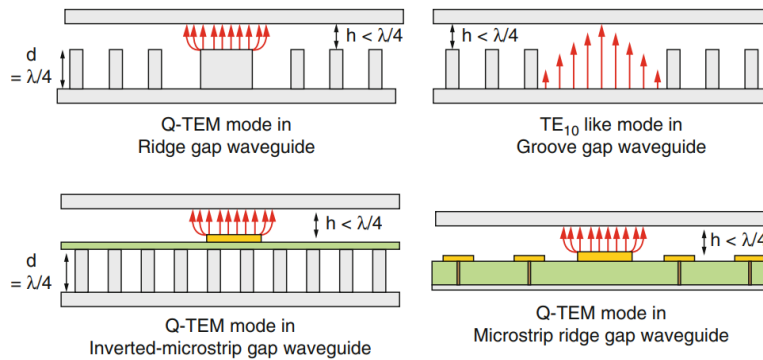 d
= λ/4
h < λ/4
Q-TEM mode in
Ridge gap waveguide
h < λ/4
TE₁₀ like mode in
Groove gap waveguide
d
= λ/4
h < λ/4
Q-TEM mode in
Inverted-microstrip gap waveguide
h < λ/4
Q-TEM mode in
Microstrip ridge gap waveguide